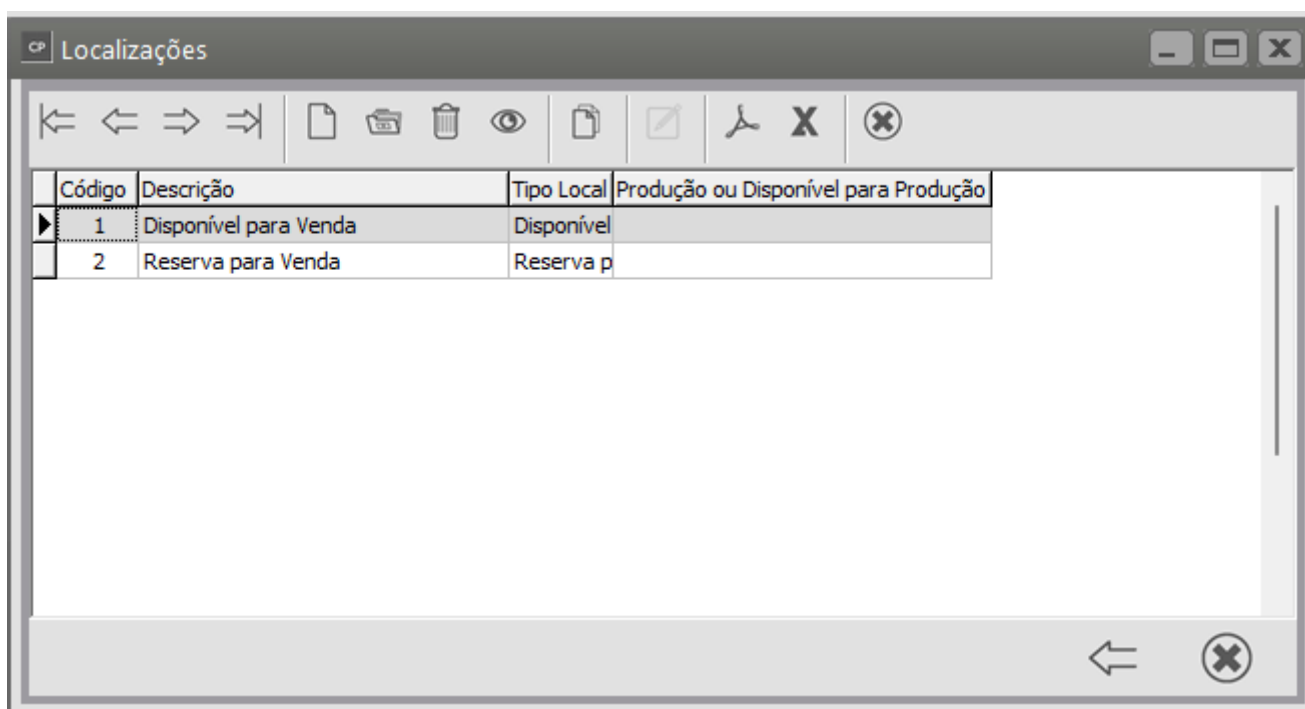 CP Localizações
X
Código Descrição Tipo Local Produção ou Disponível para Produção
1 Disponível para Venda Disponível
2 Reserva para Venda Reserva p